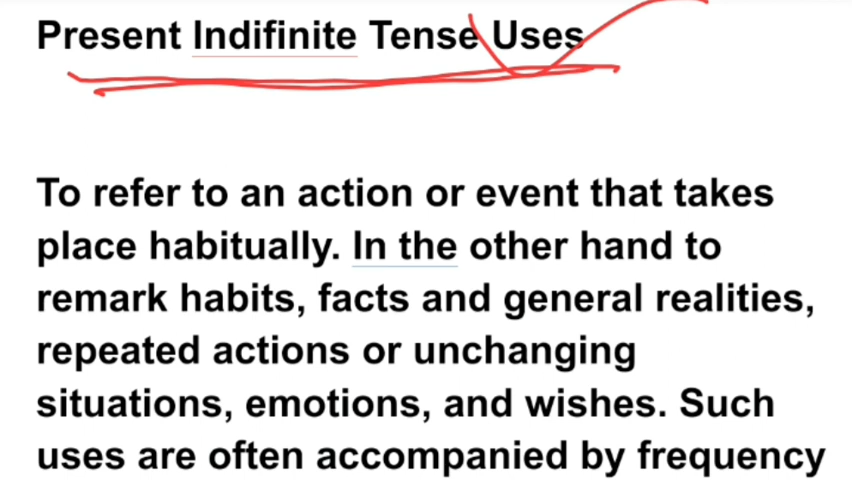 Present Indifinite Tense Uses
To refer to an action or event that takes
place habitually. In the other hand to
remark habits, facts and general realities,
repeated actions or unchanging
situations, emotions, and wishes. Such
uses are often accompanied by frequency